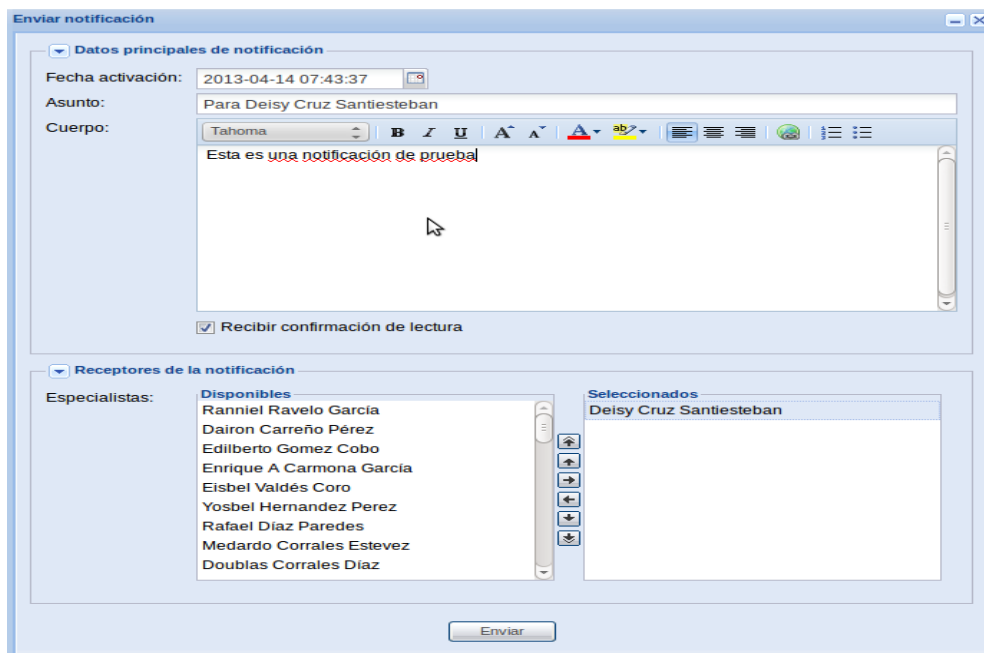 Enviar notificación
Datos principales de notificación
Fecha activación: 2013-04-14 07:43:37
Asunto: Para Deisy Cruz Santiesteban
Cuerpo: Tahoma B I U A A A ab
Esta es una notificación de prueba
Recibir confirmación de lectura
Receptores de la notificación
Especialistas: Disponibles Seleccionados
Ranniel Ravelo García Deisy Cruz Santiesteban
Dairon Carreño Pérez
Edilberto Gomez Cobo
Enrique A Carmona García
Eisbel Valdés Coro
Yosbel Hernandez Perez
Rafael Díaz Paredes
Medardo Corrales Estevez
Doublas Corrales Díaz
Enviar